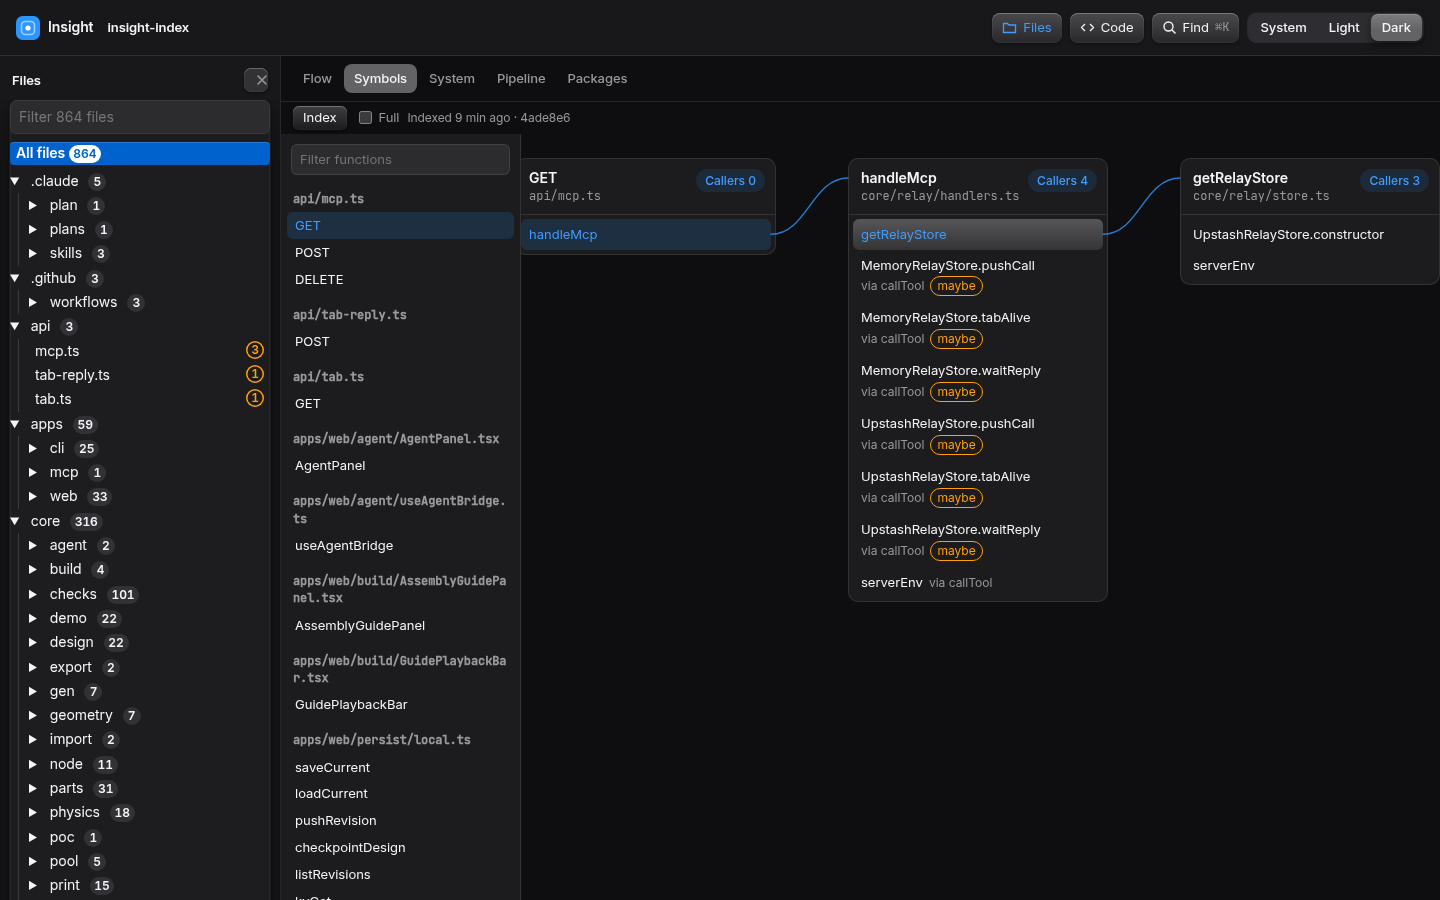 Insight insight-index
Files Code Find ⌘K System Light Dark
Files
Filter 864 files
All files 864
.claude 5
plan 1
plans 1
skills 3
.github 3
workflows 3
api 3
mcp.ts 3
tab-reply.ts 1
tab.ts 1
apps 59
cli 25
mcp 1
web 33
core 316
agent 2
build 4
checks 101
demo 22
design 22
export 2
gen 7
geometry 7
import 2
node 11
parts 31
physics 18
poc 1
pool 5
print 15
Flow Symbols System Pipeline Packages
Index Full Indexed 9 min ago · 4ade8e6
Filter functions
api/mcp.ts
GET
POST
DELETE
api/tab-reply.ts
POST
api/tab.ts
GET
apps/web/agent/AgentPanel.tsx
AgentPanel
apps/web/agent/useAgentBridge.
ts
useAgentBridge
apps/web/build/AssemblyGuidePa
nel.tsx
AssemblyGuidePanel
apps/web/build/GuidePlaybackBa
r.tsx
GuidePlaybackBar
apps/web/persist/local.ts
saveCurrent
loadCurrent
pushRevision
checkpointDesign
listRevisions
GET
api/mcp.ts
Callers 0
handleMcp
handleMcp
core/relay/handlers.ts
Callers 4
getRelayStore
MemoryRelayStore.pushCall
via callTool maybe
MemoryRelayStore.tabAlive
via callTool maybe
MemoryRelayStore.waitReply
via callTool maybe
UpstashRelayStore.pushCall
via callTool maybe
UpstashRelayStore.tabAlive
via callTool maybe
UpstashRelayStore.waitReply
via callTool maybe
serverEnv via callTool
getRelayStore
core/relay/store.ts
Callers 3
UpstashRelayStore.constructor
serverEnv